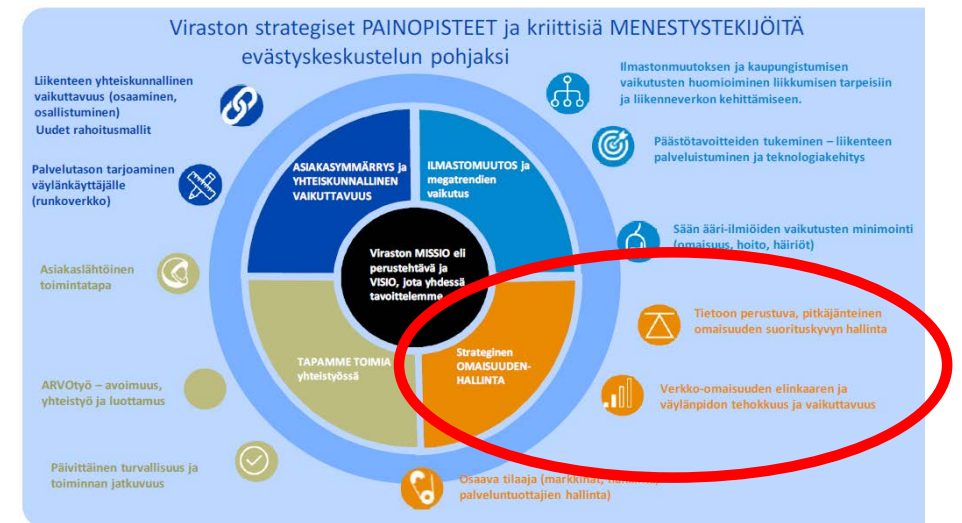 Viraston strategiset PAINOPISTEET ja kriittisiä MENESTYSTEKIJÖITÄ
evästyskeskustelun pohjaksi
Liikenteen yhteiskunnallinen
vaikuttavuus (osaaminen,
osallistuminen)
Uudet rahoitusmallit
Palvelutason tarjoaminen
väylänkäyttäjälle
(runkoverkko)
Asiakaslähtöinen
toimintatapa
ARVOtyö – avoimuus,
yhteistyö ja luottamus
Päivittäinen turvallisuus ja
toiminnan jatkuvuus
ASIAKASYMMÄRRYS ja
YHTEISKUNNALLINEN
VAIKUTTAVUUS
ILMASTOMUUTOS ja
megatrendien
vaikutus
Viraston MISSIO eli
perustehtävä ja
VISIO, jota yhdessä
tavoittelemme
TAPAMME TOIMIA
yhteistyössä
Strateginen
OMAISUUDEN-
HALLINTA
Ilmastonmuutoksen ja kaupungistumisen
vaikutusten huomioiminen liikkumisen tarpeisiin
ja liikenneverkon kehittämiseen.
Päästötavoitteiden tukeminen – liikenteen
palveluistuminen ja teknologiakehitys
Sään ääri-ilmiöiden vaikutusten minimointi
(omaisuus, hoito, häiriöt)
Tietoon perustuva, pitkäjänteinen
omaisuuden suorituskyvyn hallinta
Verkko-omaisuuden elinkaaren ja
väylänpidon tehokkuus ja vaikuttavuus
Osaava tilaaja (markkinat,
palveluntuottajien hallinta)